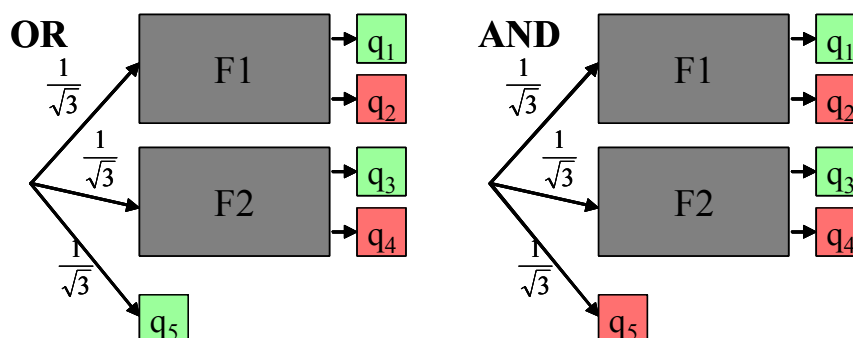 OR
1/√3
F1
q₁
q₂
1/√3
F2
q₃
q₄
1/√3
q₅
AND
1/√3
F1
q₁
q₂
1/√3
F2
q₃
q₄
1/√3
q₅